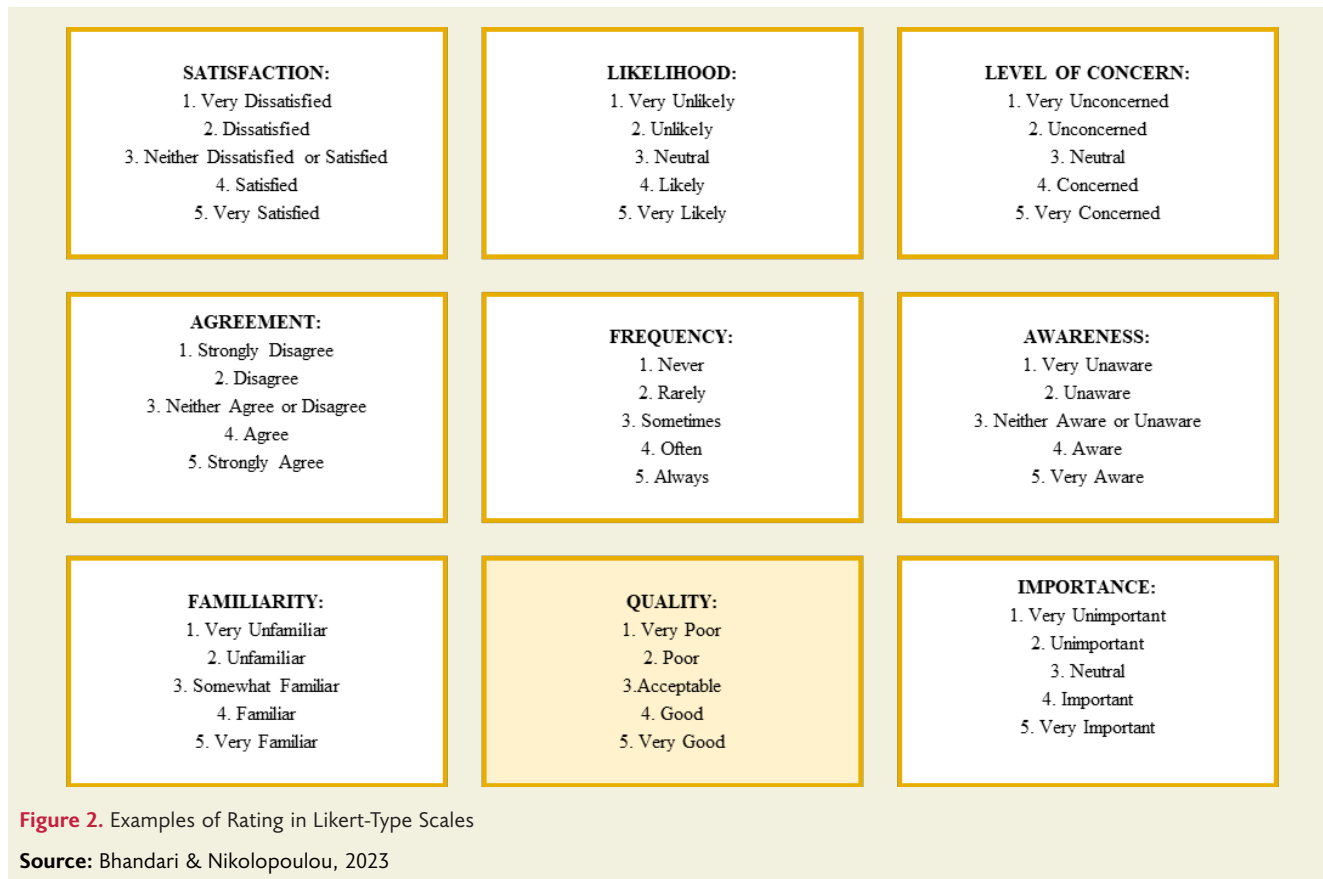 SATISFACTION:
1. Very Dissatisfied
2. Dissatisfied
3. Neither Dissatisfied or Satisfied
4. Satisfied
5. Very Satisfied
LIKELIHOOD:
1. Very Unlikely
2. Unlikely
3. Neutral
4. Likely
5. Very Likely
LEVEL OF CONCERN:
1. Very Unconcerned
2. Unconcerned
3. Neutral
4. Concerned
5. Very Concerned
AGREEMENT:
1. Strongly Disagree
2. Disagree
3. Neither Agree or Disagree
4. Agree
5. Strongly Agree
FREQUENCY:
1. Never
2. Rarely
3. Sometimes
4. Often
5. Always
AWARENESS:
1. Very Unaware
2. Unaware
3. Neither Aware or Unaware
4. Aware
5. Very Aware
FAMILIARITY:
1. Very Unfamiliar
2. Unfamiliar
3. Somewhat Familiar
4. Familiar
5. Very Familiar
QUALITY:
1. Very Poor
2. Poor
3.Acceptable
4. Good
5. Very Good
IMPORTANCE:
1. Very Unimportant
2. Unimportant
3. Neutral
4. Important
5. Very Important
Figure 2. Examples of Rating in Likert-Type Scales
Source: Bhandari & Nikolopoulou, 2023